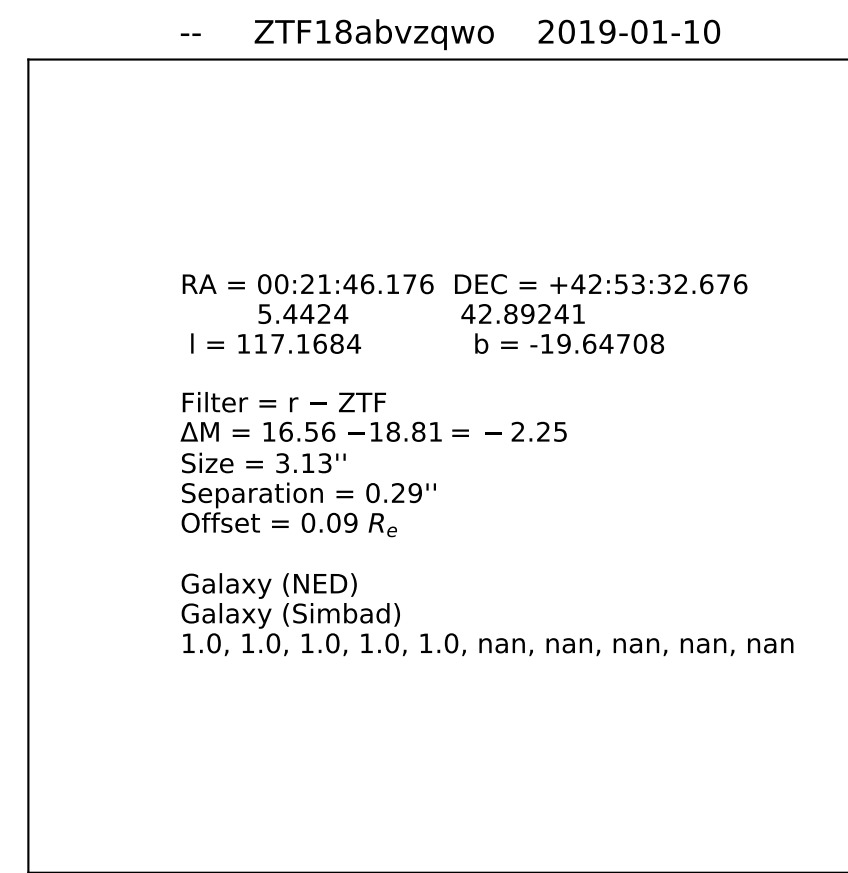 -- ZTF18abvzqwo 2019-01-10
RA = 00:21:46.176 DEC = +42:53:32.676
5.4424 42.89241
l = 117.1684 b = -19.64708
Filter = r − ZTF
ΔM = 16.56 −18.81 = − 2.25
Size = 3.13''
Separation = 0.29''
Offset = 0.09 Rₑ
Galaxy (NED)
Galaxy (Simbad)
1.0, 1.0, 1.0, 1.0, 1.0, nan, nan, nan, nan, nan